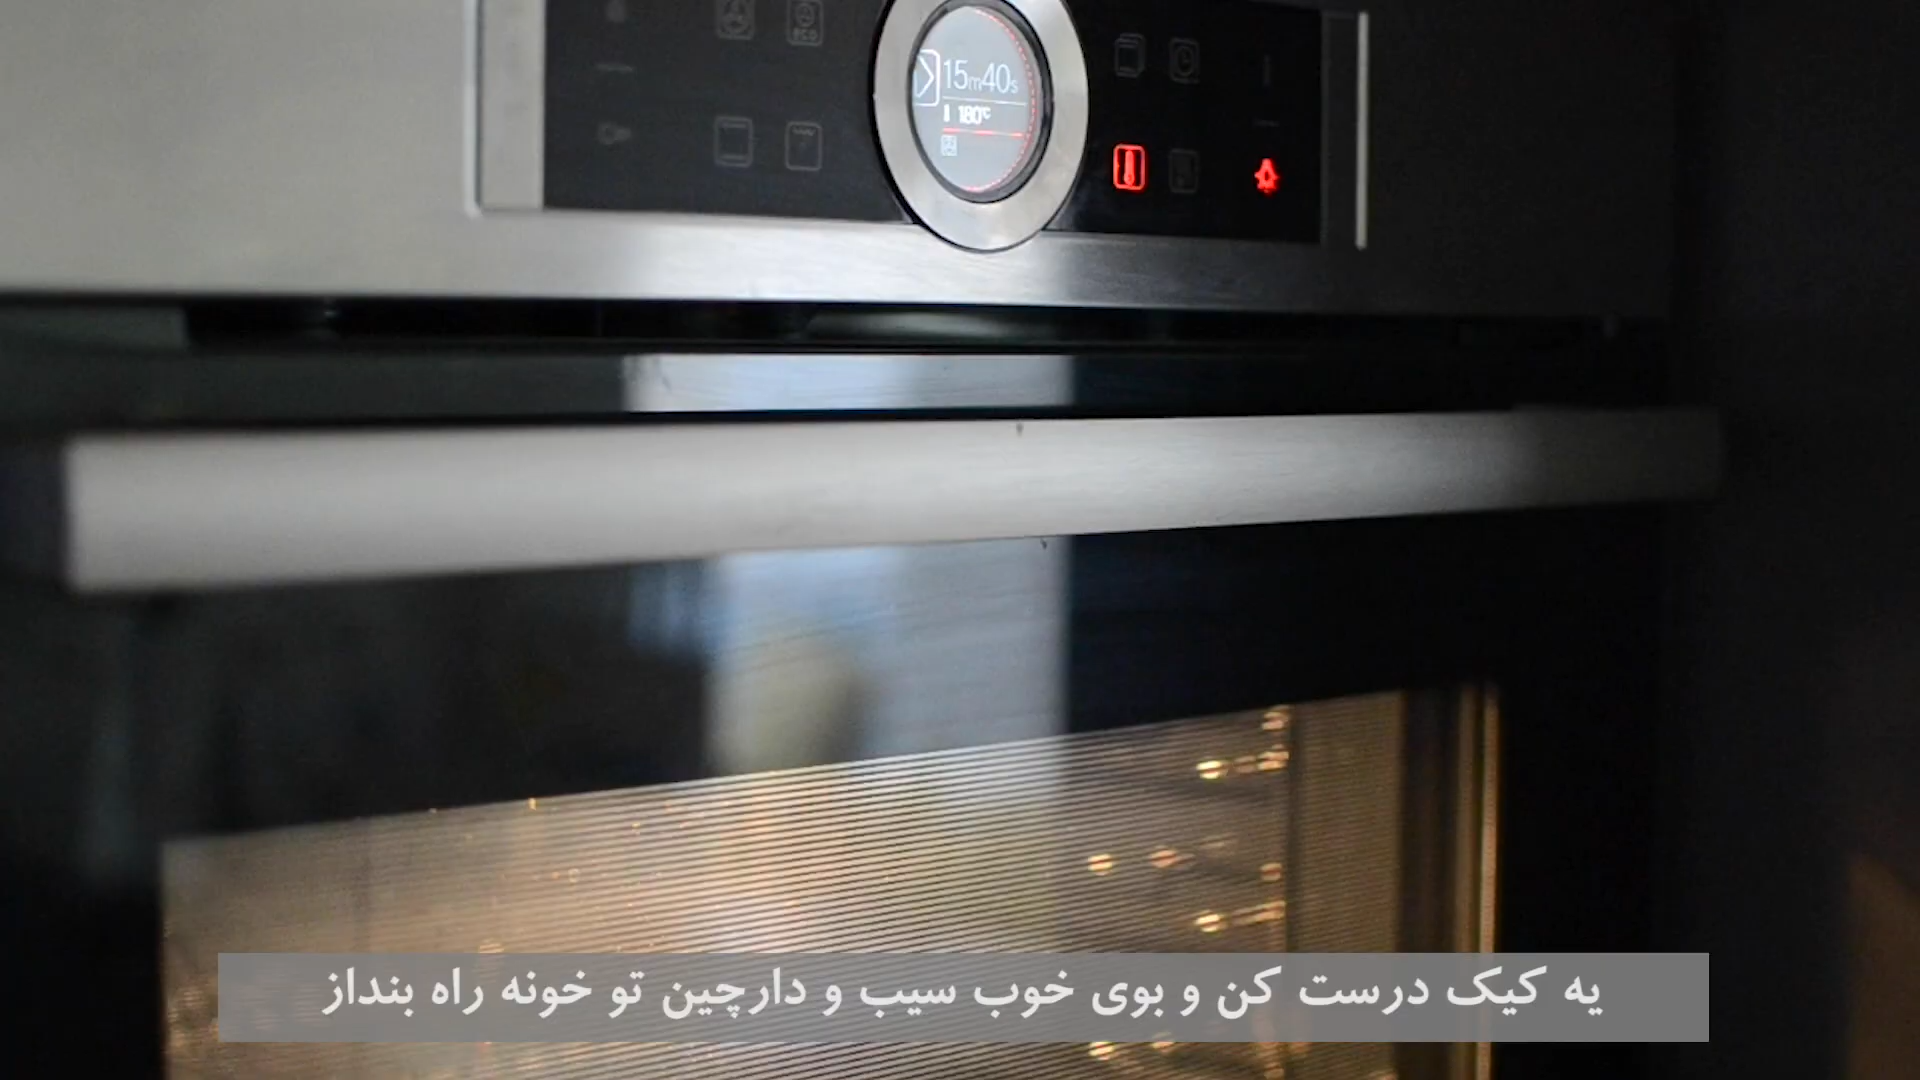 eco
15m40s
180°C
یه کیک درست کن و بوی خوب سیب و دارچین تو خونه راه بنداز